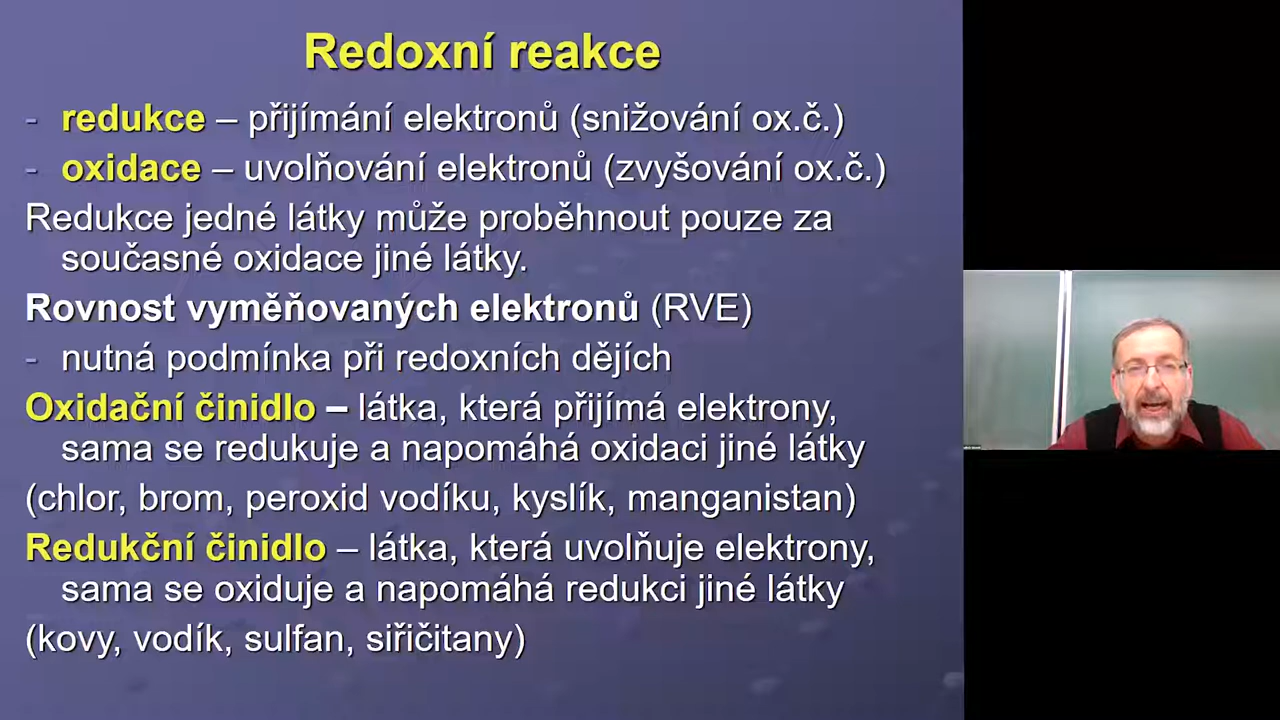 Redoxní reakce
- redukce – přijímání elektronů (snižování ox.č.)
- oxidace – uvolňování elektronů (zvyšování ox.č.)
Redukce jedné látky může proběhnout pouze za
současné oxidace jiné látky.
Rovnost vyměňovaných elektronů (RVE)
- nutná podmínka při redoxních dějích
Oxidační činidlo – látka, která přijímá elektrony,
sama se redukuje a napomáhá oxidaci jiné látky
(chlor, brom, peroxid vodíku, kyslík, manganistan)
Redukční činidlo – látka, která uvolňuje elektrony,
sama se oxiduje a napomáhá redukci jiné látky
(kovy, vodík, sulfan, siřičitany)